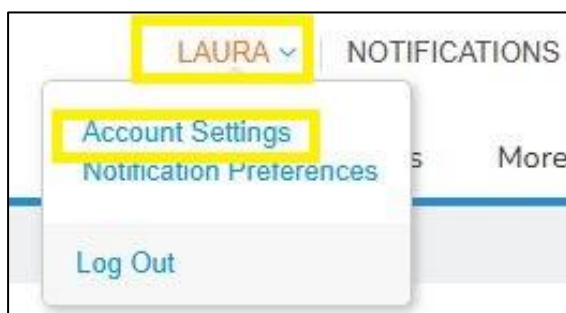 LAURA NOTIFICATIONS
Account Settings
Notification Preferences
More
Log Out